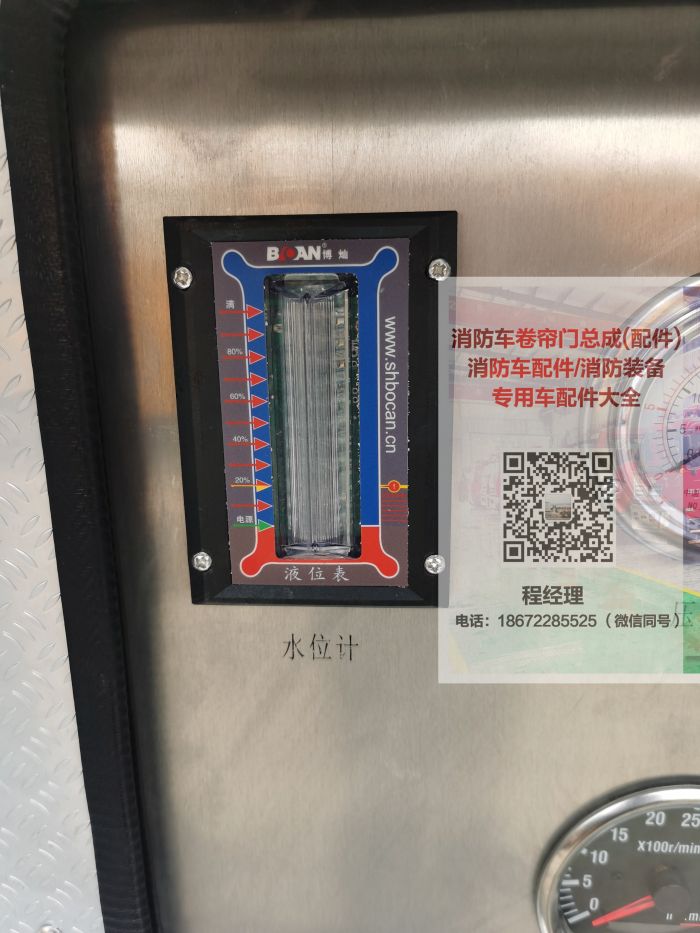 BOCAN® 博灿
满
80%
60%
40%
20%
电源
www.shbocan.cn
液位表
水位计
消防车卷帘门总成(配件)
消防车配件/消防装备
专用车配件大全
程经理
电话：18672285525（微信同号）
压
0 5 10 15 20 25
X100r/min